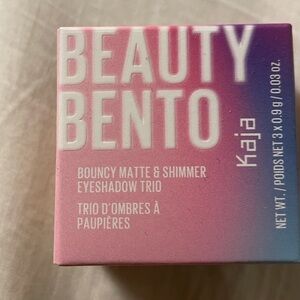 BEAUTY
BENTO
BOUNCY MATTE & SHIMMER
EYESHADOW TRIO
TRIO D'OMBRES À
PAUPIÈRES
Kaja
NET WT. / POIDS NET 3 X 0.9 g / 0.03 OZ.